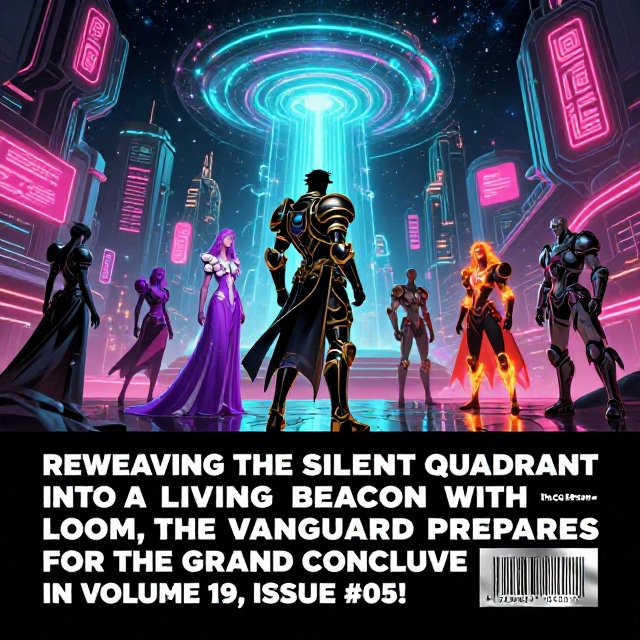 REWEAVING THE SILENT QUADRANT
INTO A LIVING BEACON WITH
LOOM, THE VANGUARD PREPARES
FOR THE GRAND CONCLUVE
IN VOLUME 19, ISSUE #05!